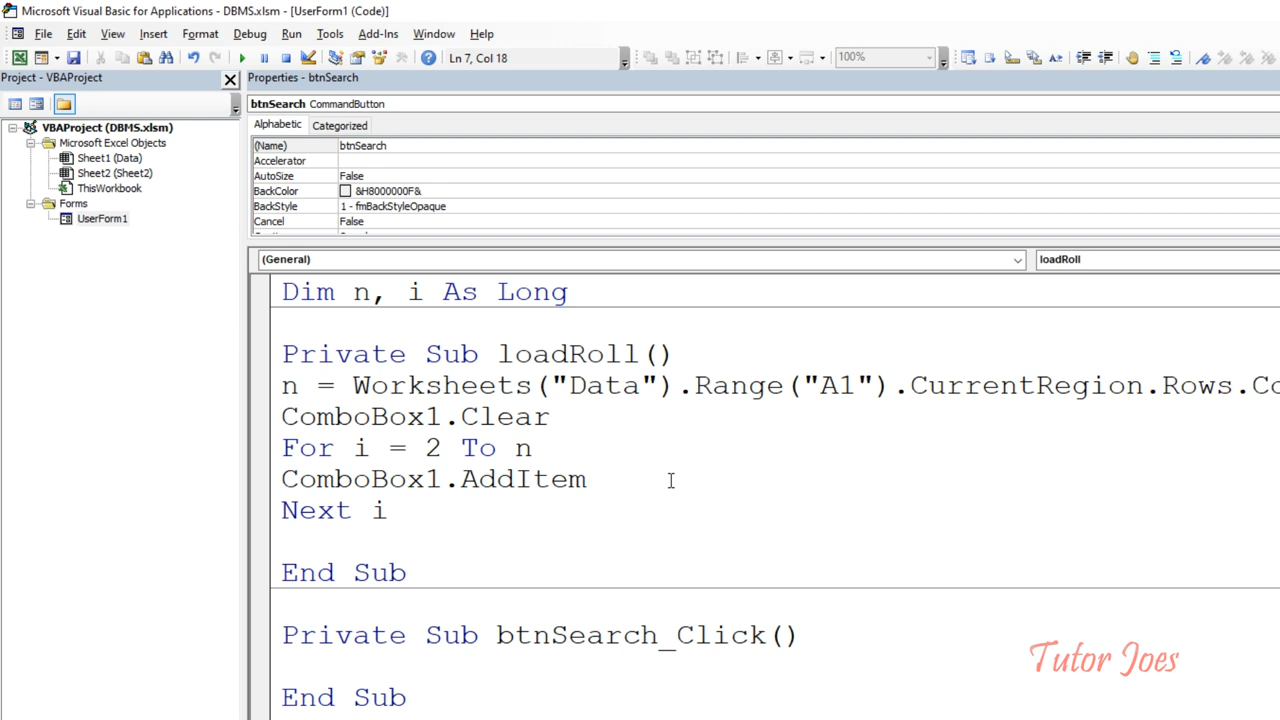 Microsoft Visual Basic for Applications - DBMS.xlsm - [UserForm1 (Code)]
File Edit View Insert Format Debug Run Tools Add-Ins Window Help
Ln 7, Col 18
100%
Project - VBAProject
Properties - btnSearch
btnSearch CommandButton
Alphabetic Categorized
VBAProject (DBMS.xlsm)
Microsoft Excel Objects
Sheet1 (Data)
Sheet2 (Sheet2)
ThisWorkbook
Forms
UserForm1
(Name) btnSearch
Accelerator
AutoSize False
BackColor &H8000000F&
BackStyle 1 - fmBackStyleOpaque
Cancel False
(General) loadRoll
Dim n, i As Long
Private Sub loadRoll()
n = Worksheets("Data").Range("A1").CurrentRegion.Rows.Co
ComboBox1.Clear
For i = 2 To n
ComboBox1.AddItem
Next i
End Sub
Private Sub btnSearch_Click()
End Sub
Tutor Joes